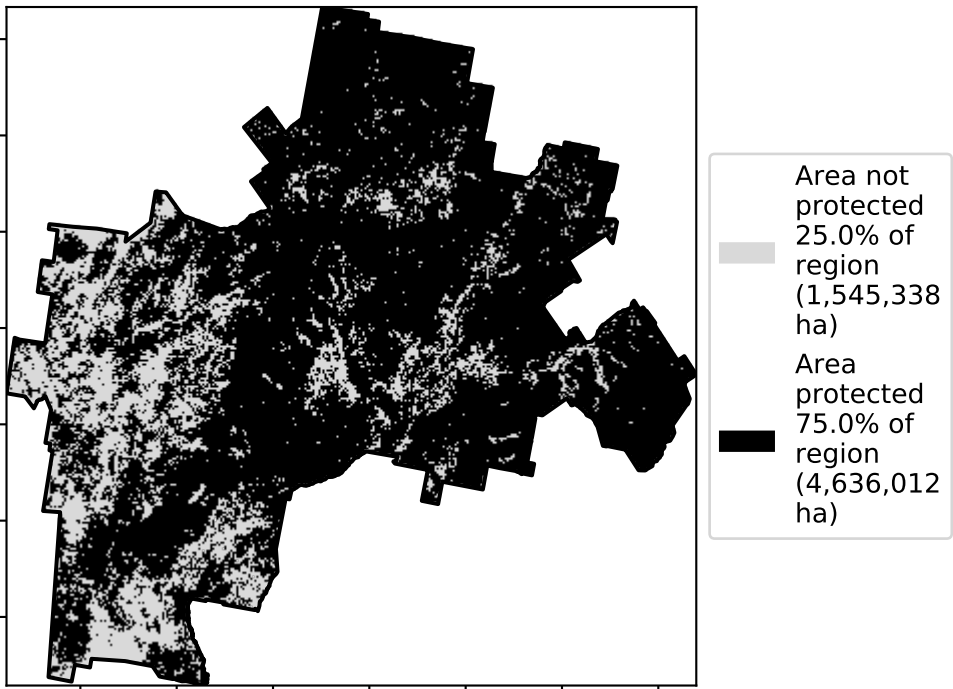 Area not
protected
25.0% of
region
(1,545,338
ha)
Area
protected
75.0% of
region
(4,636,012
ha)